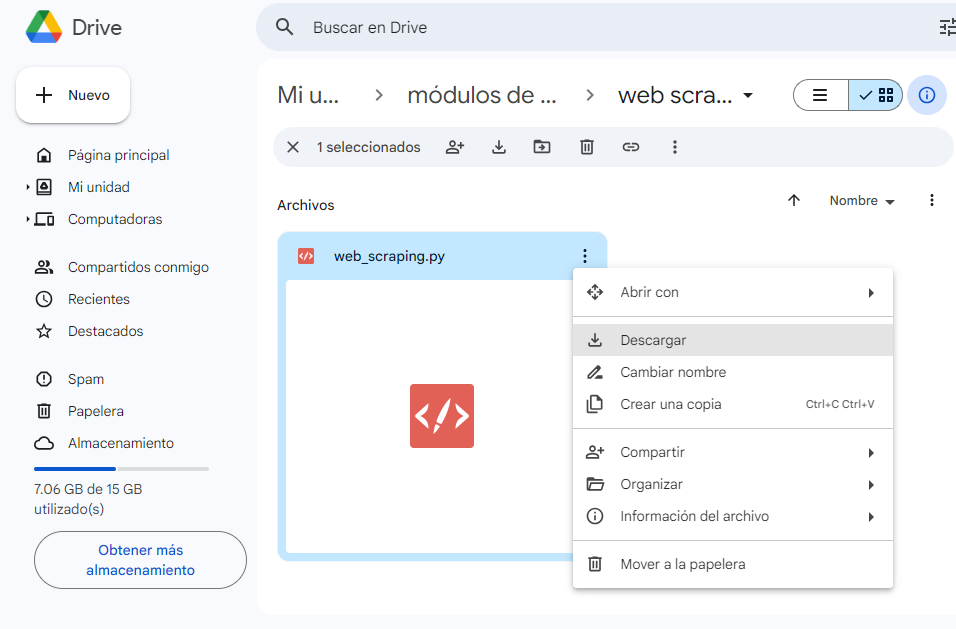 Drive
Buscar en Drive
Nuevo
Mi u... módulos de ... web scra...
1 seleccionados
Página principal
Mi unidad
Computadoras
Compartidos conmigo
Recientes
Destacados
Spam
Papelera
Almacenamiento
7.06 GB de 15 GB
utilizado(s)
Obtener más
almacenamiento
Archivos
Nombre
web_scraping.py
Abrir con
Descargar
Cambiar nombre
Crear una copia Ctrl+C Ctrl+V
Compartir
Organizar
Información del archivo
Mover a la papelera